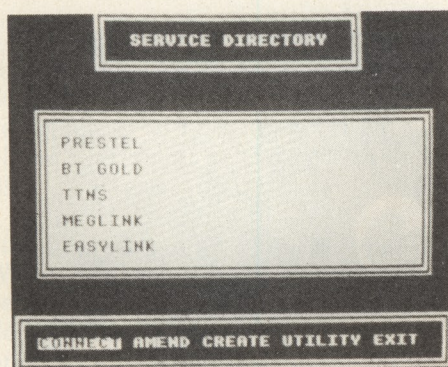 SERVICE DIRECTORY
PRESTEL
BT GOLD
TTNS
MEGLINK
EASYLINK
CONNECT AMEND CREATE UTILITY EXIT